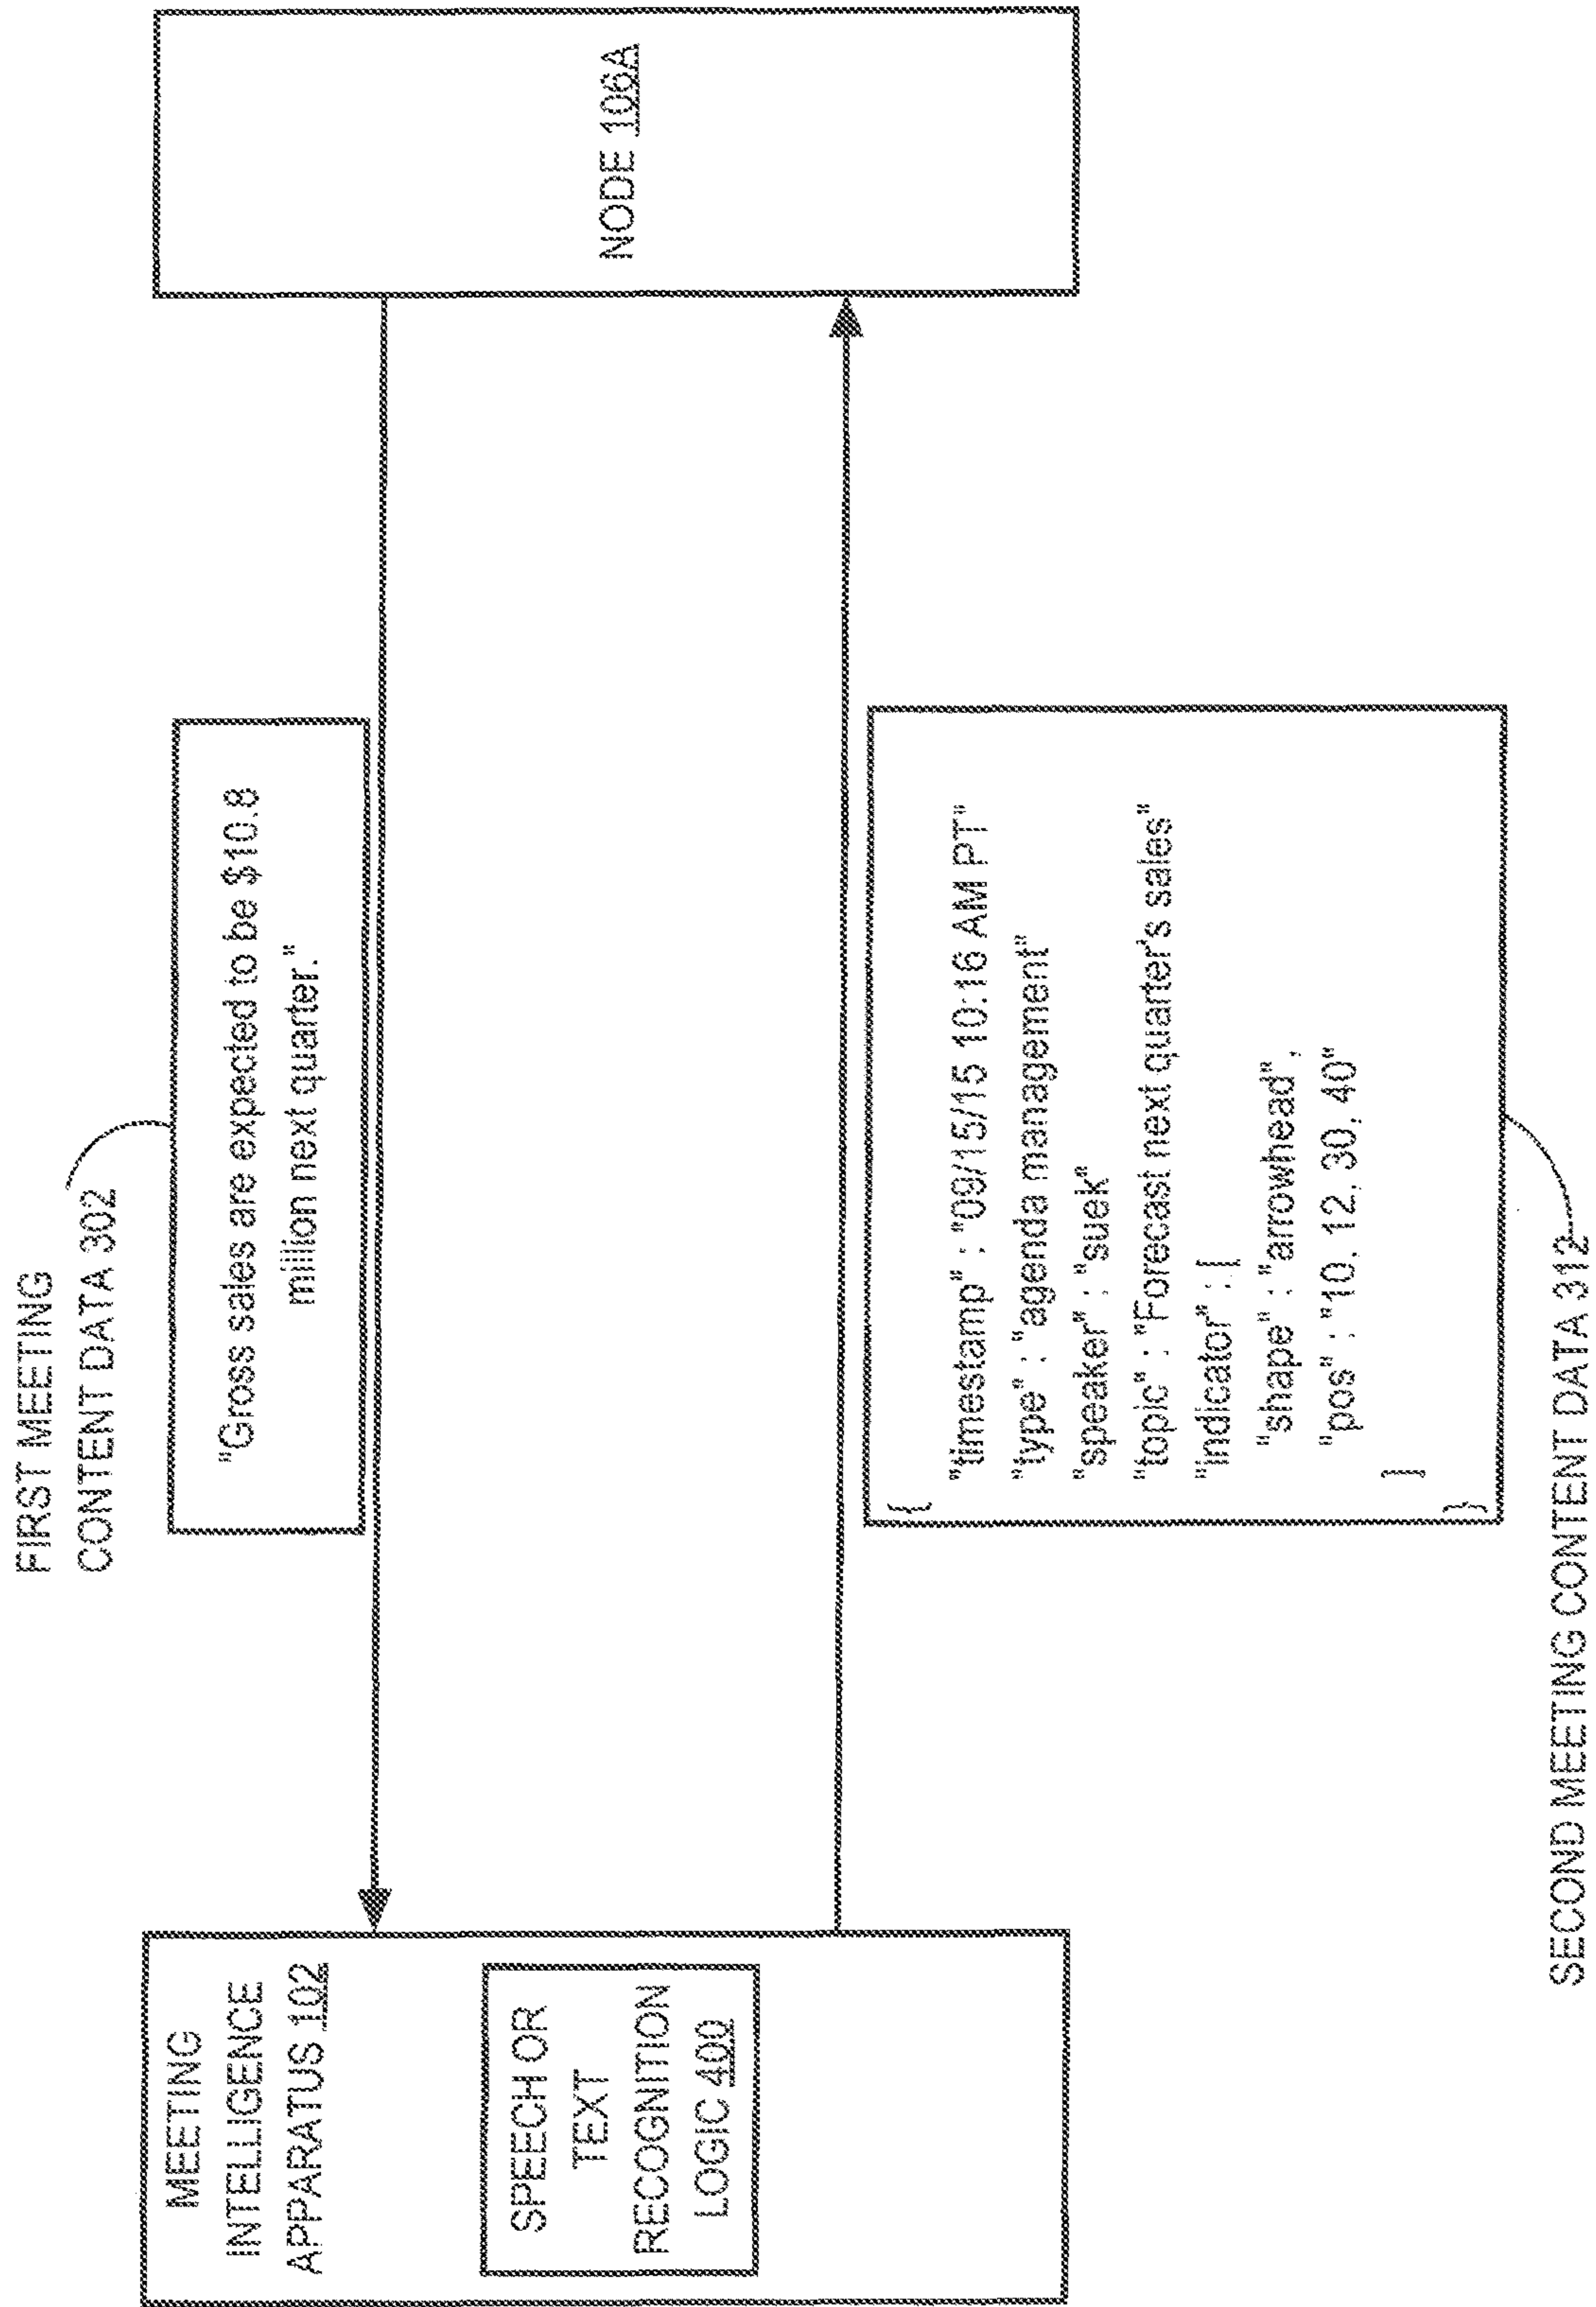 FIRST MEETING
CONTENT DATA 302
"Gross sales are expected to be $10.8
million next quarter."
MEETING
INTELLIGENCE
APPARATUS 102
SPEECH OR
TEXT
RECOGNITION
LOGIC 400
NODE 106A
{
"timestamp" : "09/15/15 10:16 AM PT"
"type" : "agenda management"
"speaker" : "suek"
"topic" : "Forecast next quarter's sales"
"indicator" : [
"shape" : "arrowhead",
"pos" : "10, 12, 30, 40"
]
}
SECOND MEETING CONTENT DATA 312